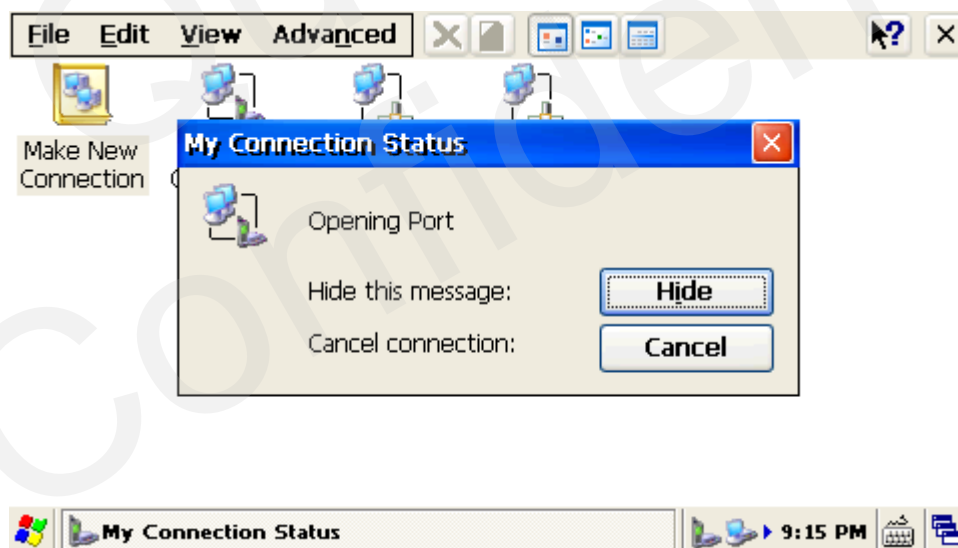 File Edit View Advanced
Make New
Connection
My Connection Status
Opening Port
Hide this message:
Hide
Cancel connection:
Cancel
My Connection Status
9:15 PM